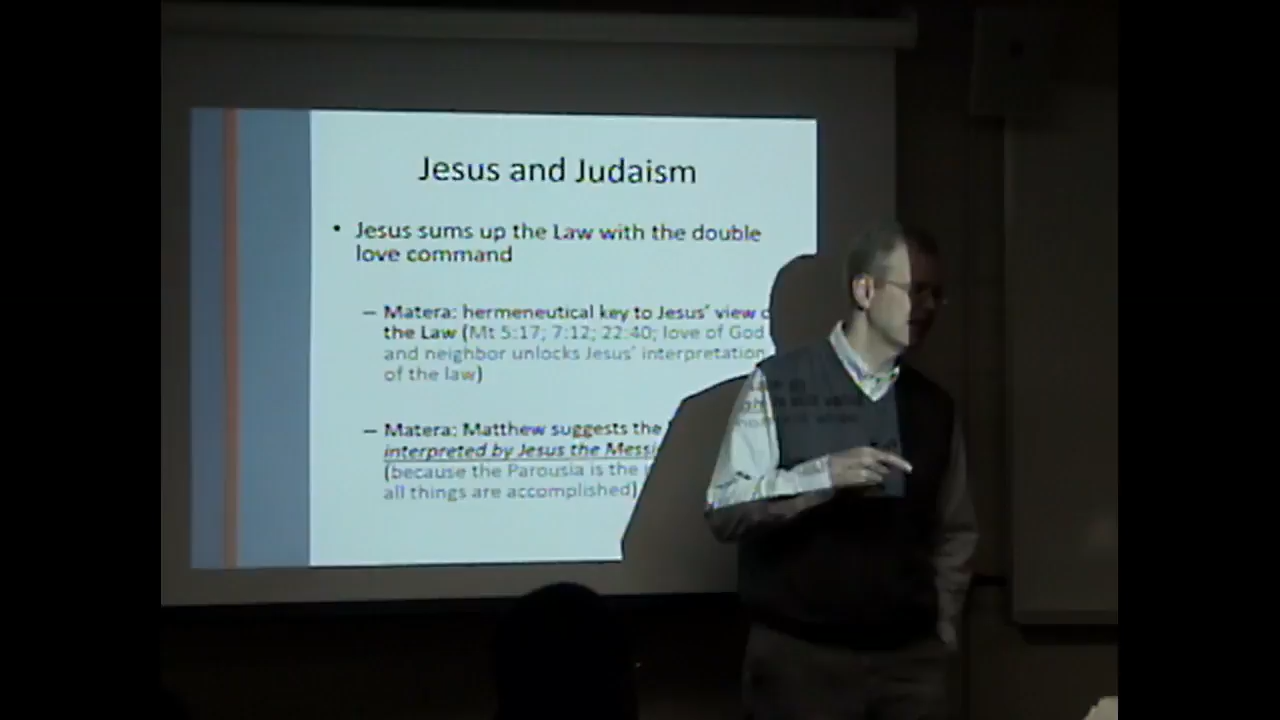 Jesus and Judaism
• Jesus sums up the Law with the double
love command
– Matera: hermeneutical key to Jesus' view
the Law (Mt 5:17; 7:12; 22:40; love of God
and neighbor unlocks Jesus' interpretation
of the law)
– Matera: Matthew suggests the
interpreted by Jesus the Messi
(because the Parousia is the
all things are accomplished)